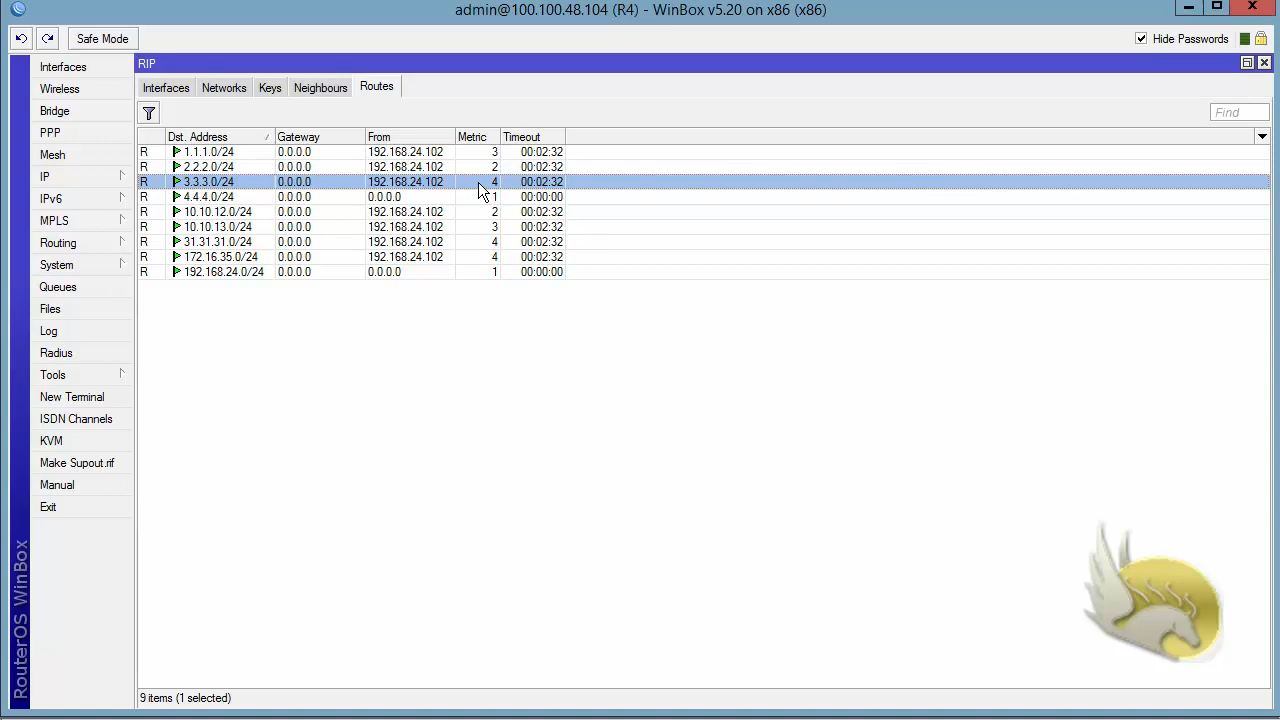 admin@100.100.48.104 (R4) - WinBox v5.20 on x86 (x86)
Safe Mode
Hide Passwords
Interfaces
Wireless
Bridge
PPP
Mesh
IP
IPv6
MPLS
Routing
System
Queues
Files
Log
Radius
Tools
New Terminal
ISDN Channels
KVM
Make Supout.rif
Manual
Exit
RouterOS WinBox
RIP
Interfaces Networks Keys Neighbours Routes
Find
Dst. Address Gateway From Metric Timeout
R 1.1.1.0/24 0.0.0.0 192.168.24.102 3 00:02:32
R 2.2.2.0/24 0.0.0.0 192.168.24.102 2 00:02:32
R 3.3.3.0/24 0.0.0.0 192.168.24.102 4 00:02:32
R 4.4.4.0/24 0.0.0.0 0.0.0.0 1 00:00:00
R 10.10.12.0/24 0.0.0.0 192.168.24.102 2 00:02:32
R 10.10.13.0/24 0.0.0.0 192.168.24.102 3 00:02:32
R 31.31.31.0/24 0.0.0.0 192.168.24.102 4 00:02:32
R 172.16.35.0/24 0.0.0.0 192.168.24.102 4 00:02:32
R 192.168.24.0/24 0.0.0.0 0.0.0.0 1 00:00:00
9 items (1 selected)